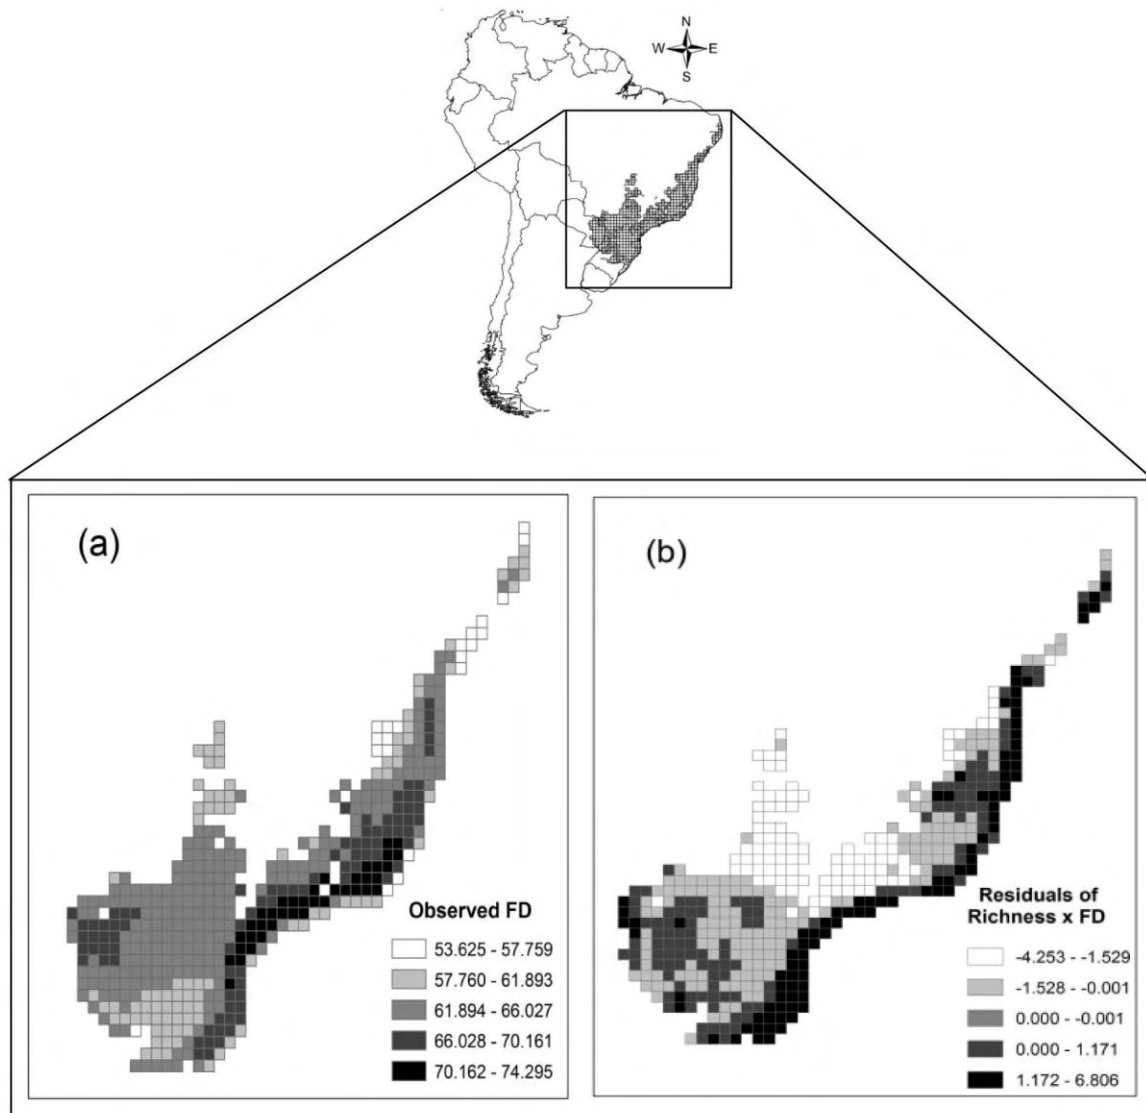 N
W E
S
(a)
Observed FD
53.625 - 57.759
57.760 - 61.893
61.894 - 66.027
66.028 - 70.161
70.162 - 74.295
(b)
Residuals of
Richness x FD
-4.253 - -1.529
-1.528 - -0.001
0.000 - -0.001
0.000 - 1.171
1.172 - 6.806